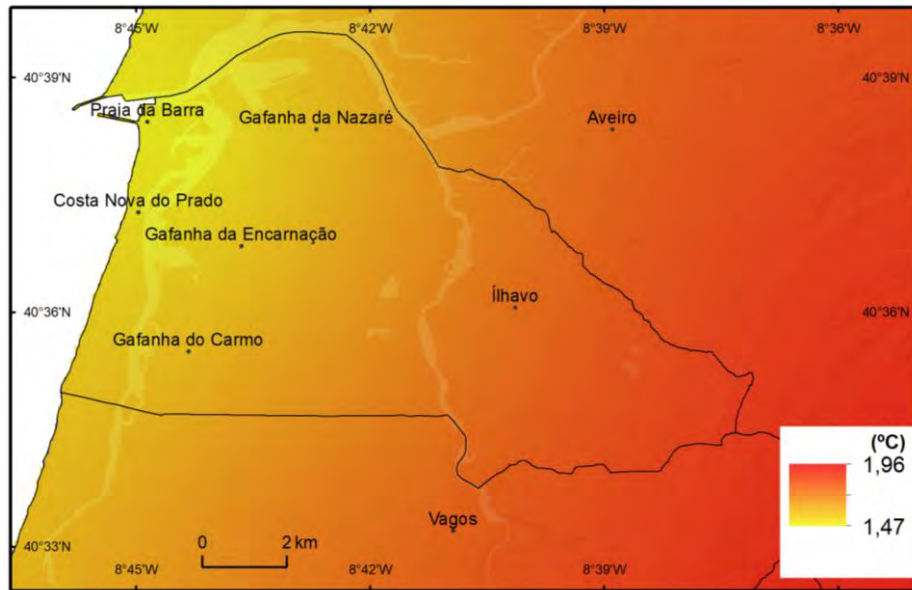 8°45'W 8°42'W 8°39'W 8°36'W
40°39'N 40°39'N
Praia da Barra
Gafanha da Nazaré
Aveiro
Costa Nova do Prado
Gafanha da Encarnação
Ílhavo
40°36'N 40°36'N
Gafanha do Carmo
(ºC)
1,96
1,47
Vagos
0 2 km
40°33'N
8°45'W 8°42'W 8°39'W